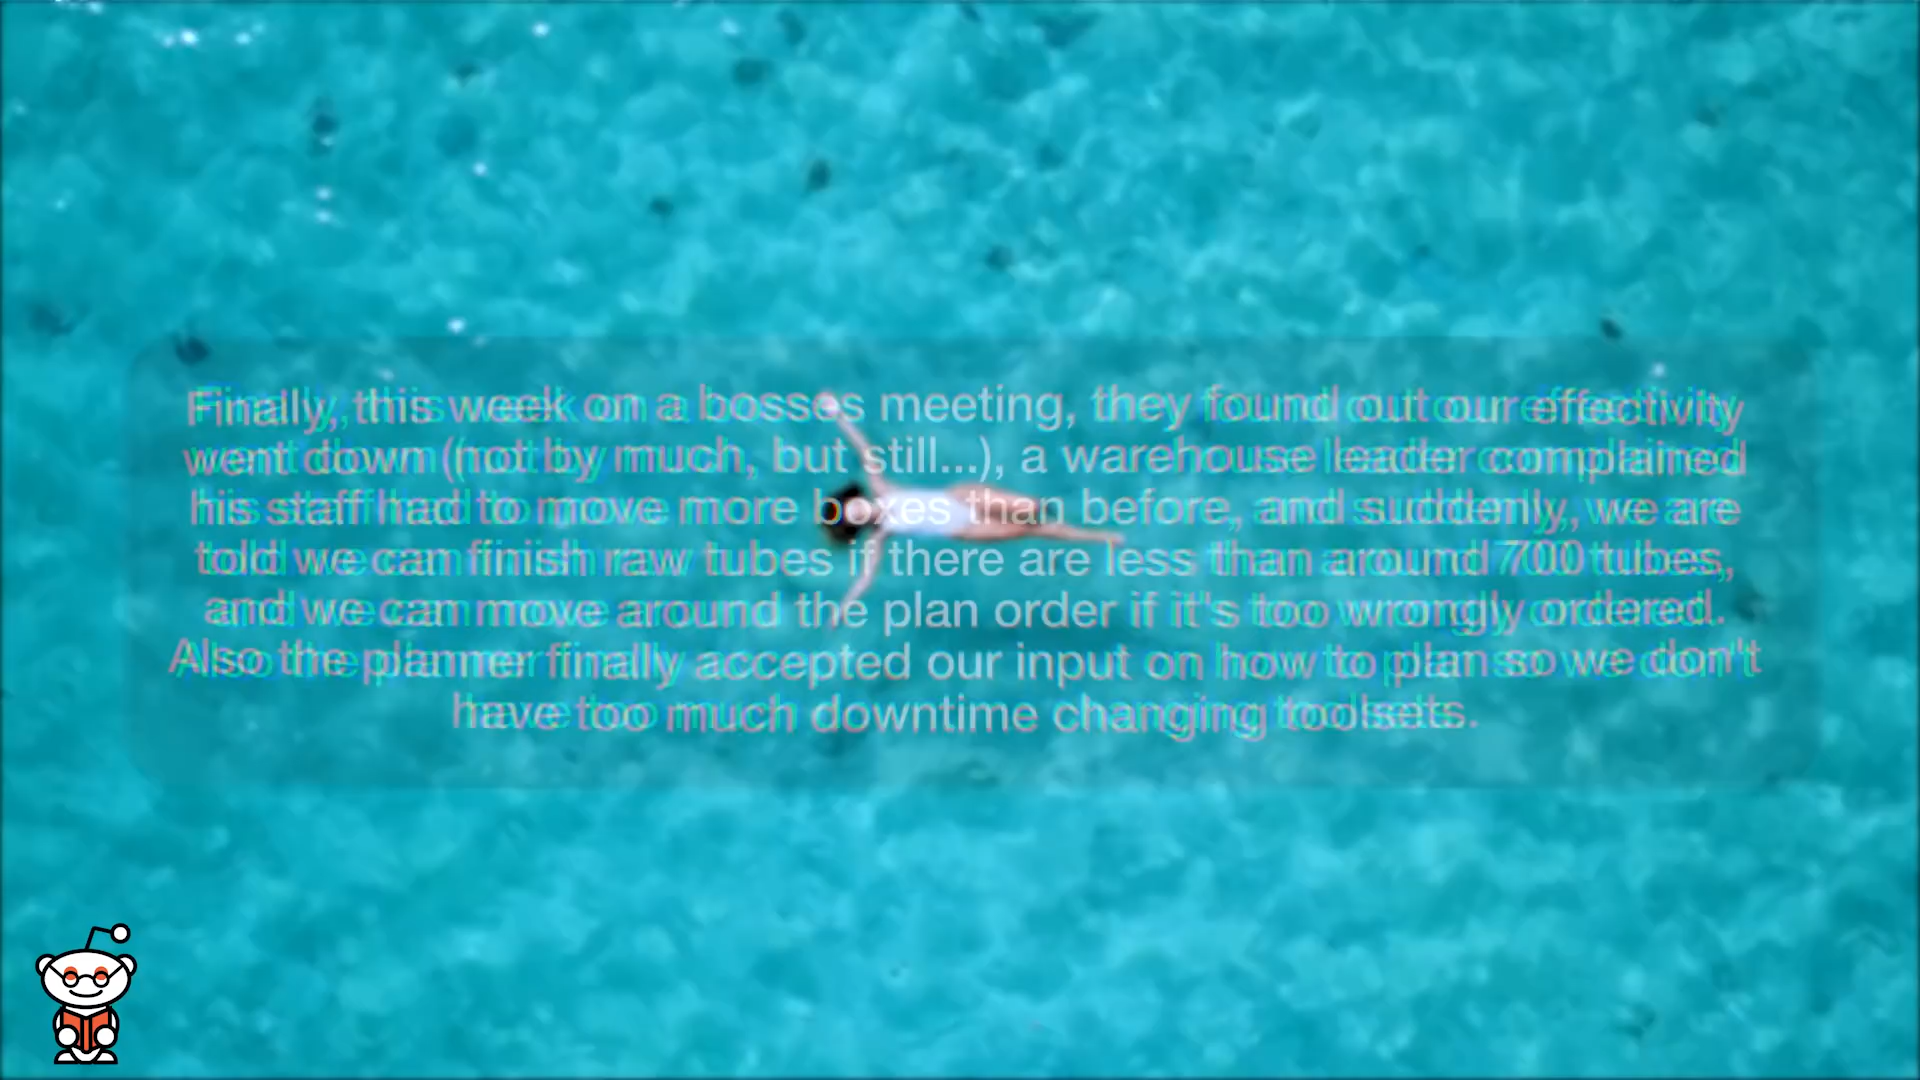 Finally, this week on a bosses meeting, they found out our effectivity
went down (not by much, but still...), a warehouse leader complained
his staff had to move more boxes than before, and suddenly, we are
told we can finish raw tubes if there are less than around 700 tubes,
and we can move around the plan order if it's too wrongly ordered.
Also the planner finally accepted our input on how to plan so we don't
have too much downtime changing toolsets.